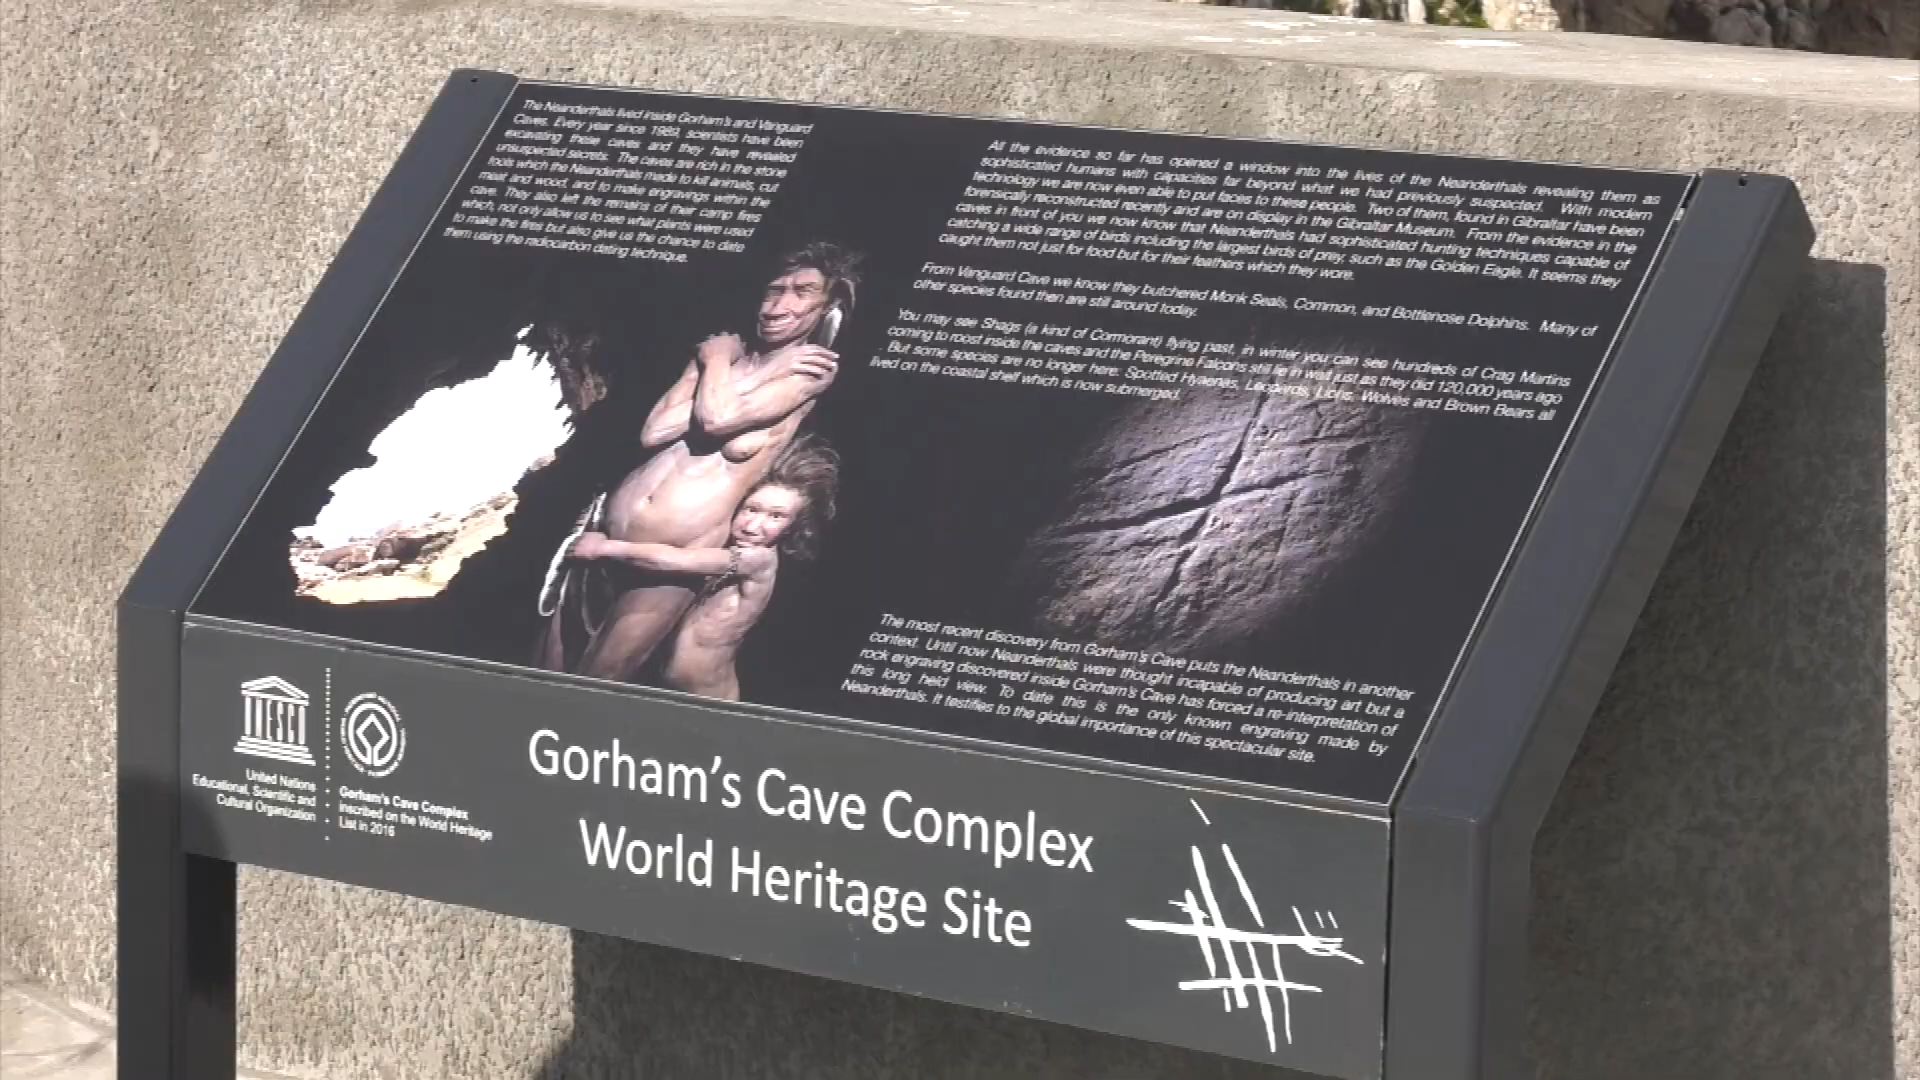 The Neanderthals lived inside Gorham's and Vanguard
Caves. Every year since 1989, scientists have been
excavating these caves and they have revealed
unsuspected secrets. The caves are rich in the stone
tools which the Neanderthals made to kill animals, cut
meat and wood, and to make engravings within the
cave. They also left the remains of their camp fires
which, not only allow us to see what plants were used
to make the fires but also give us the chance to date
them using the radiocarbon dating technique.
All the evidence so far has opened a window into the lives of the Neanderthals revealing them as
sophisticated humans with capacities far beyond what we had previously suspected. With modern
technology we are now even able to put faces to these people. Two of them, found in Gibraltar have been
forensically reconstructed recently and are on display in the Gibraltar Museum. From the evidence in the
caves in front of you we now know that Neanderthals had sophisticated hunting techniques capable of
catching a wide range of birds including the largest birds of prey, such as the Golden Eagle. It seems they
caught them not just for food but for their feathers which they wore.
From Vanguard Cave we know they butchered Monk Seals, Common, and Bottlenose Dolphins. Many of
other species found then are still around today.
You may see Shags (a kind of Cormorant) flying past, in winter you can see hundreds of Crag Martins
coming to roost inside the caves and the Peregrine Falcons still lie in wait just as they did 120,000 years ago
. But some species are no longer here: Spotted Hyaenas, Leopards, Lions, Wolves and Brown Bears all
lived on the coastal shelf which is now submerged.
The most recent discovery from Gorham's Cave puts the Neanderthals in another
context. Until now Neanderthals were thought incapable of producing art but a
rock engraving discovered inside Gorham's Cave has forced a re-interpretation of
this long held view. To date this is the only known engraving made by
Neanderthals. It testifies to the global importance of this spectacular site.
UNESCO
United Nations
Educational, Scientific and
Cultural Organization
Gorham's Cave Complex
inscribed on the World Heritage
List in 2016
Gorham's Cave Complex
World Heritage Site